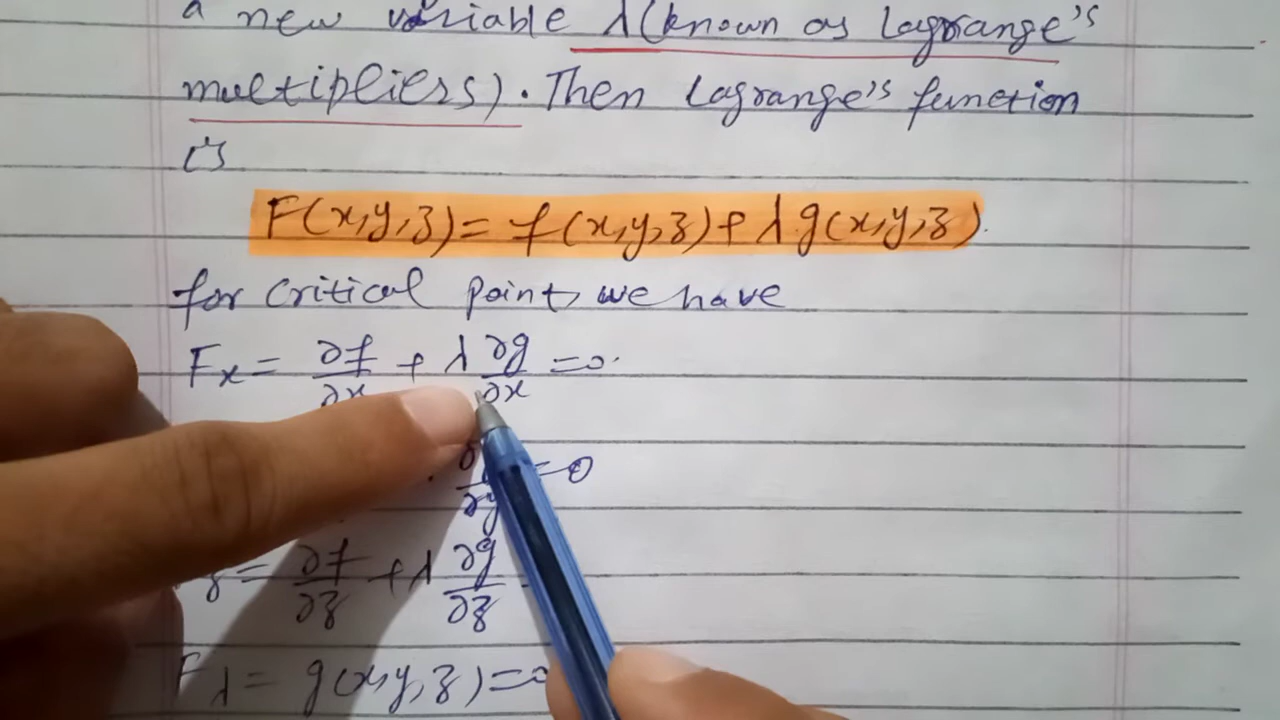 a new variable λ(known as Lagrange's
multipliers). Then Lagrange's function
is
F(x,y,z)= f(x,y,z)+ λ.g(x,y,z).
for critical point, we have
Fx = ∂f/∂x + λ ∂g/∂x =0.
=0
z = ∂f/∂z + λ ∂g/∂z
Fλ = g(x,y,z)=0